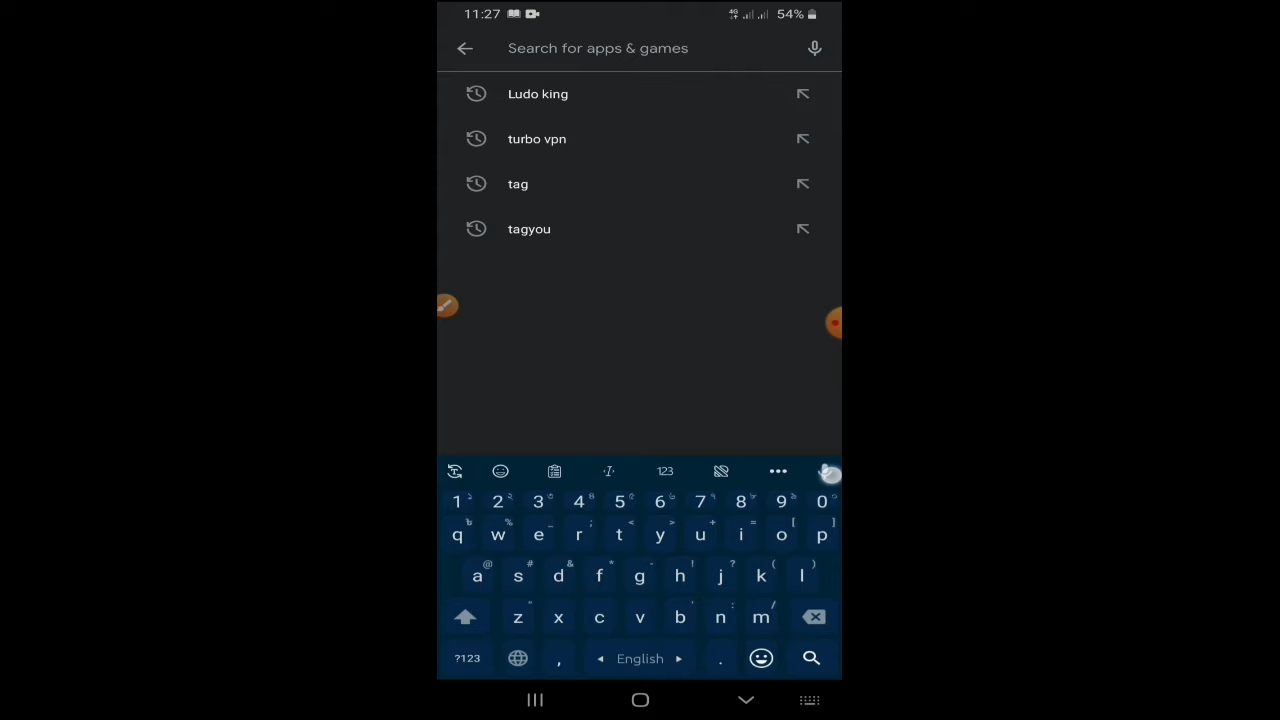 11:27 4G 54%
Search for apps & games
Ludo king
turbo vpn
tag
tagyou
123
1 2 3 4 5 6 7 8 9 0
q w e r t y u i o p
a s d f g h j k l
z x c v b n m
?123 , English .